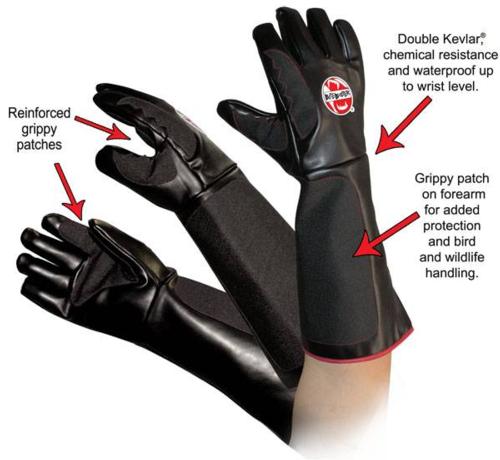 Double Kevlar,®
chemical resistance
and waterproof up
to wrist level.
Reinforced
grippy
patches
Grippy patch
on forearm
for added
protection
and bird
and wildlife
handling.